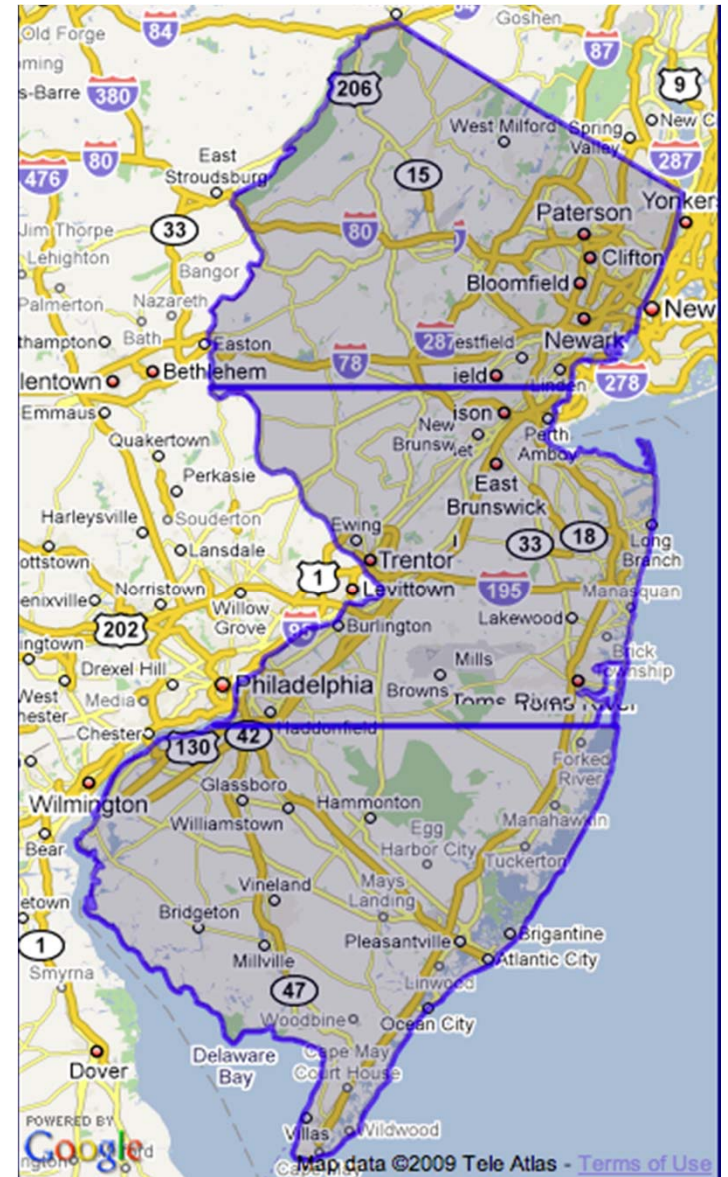 84
Goshen
Old Forge
87
206
9
s-Barre
380
West Milford
Spring
Valley
New C
80
East
Stroudsburg
287
476
15
Yonkers
33
Paterson
Jim Thorpe
80
Clifton
Lehighton
Bangor
Bloomfield
Palmerton
Nazareth
New
thampton
Bath
Easton
287
estfield
Newark
78
lentown
Bethlehem
ield
Linden
278
Emmaus
ison
New
Brunsw
et
Perth
Amboy
Quakertown
East
Brunswick
Perkasie
Harleysville
Souderton
Ewing
33
18
Long
Branch
ottstown
Lansdale
Trentor
1
Levittown
195
Manasquan
enixville
Norristown
Willow
Grove
95
Burlington
Lakewood
202
ingtown
Brick
ownship
Drexel Hill
Mills
Philadelphia
Browns
Toms
West
hester
Media
Haddonfield
Chester
130
42
Forked
River
Wilmington
Glassboro
Hammonton
Williamstown
Manahawkin
Bear
Egg
Harbor City
Tuckerton
etown
Vineland
Mays
Landing
Bridgeton
1
Pleasantville
Brigantine
Millville
Atlantic City
Smyrna
Linwood
47
Woodbine
Ocean City
Dover
Delaware
Bay
Cape May
Court House
POWERED BY
Google
Villas
Wildwood
Cape May
Map data ©2009 Tele Atlas - Terms of Use